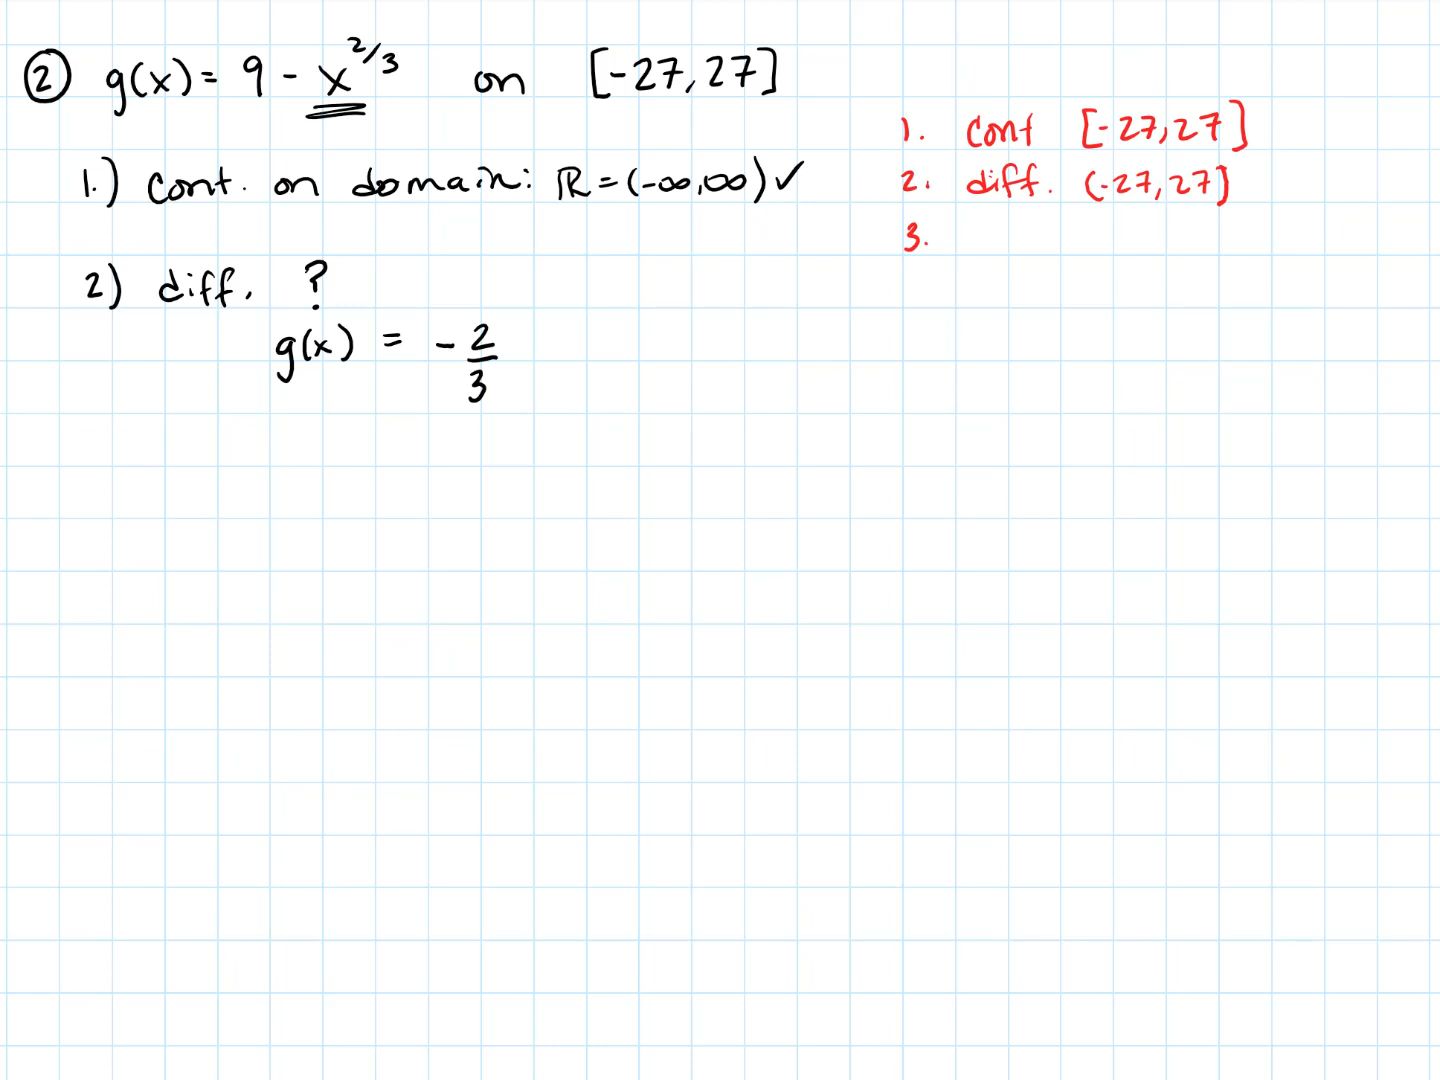 ② g(x) = 9 - x^{2/3} on [-27, 27]
1.) cont. on domain: ℝ = (-∞,∞) ✓
2) diff. ?
g(x) = - 2/3
1. cont [-27, 27]
2. diff. (-27, 27]
3.